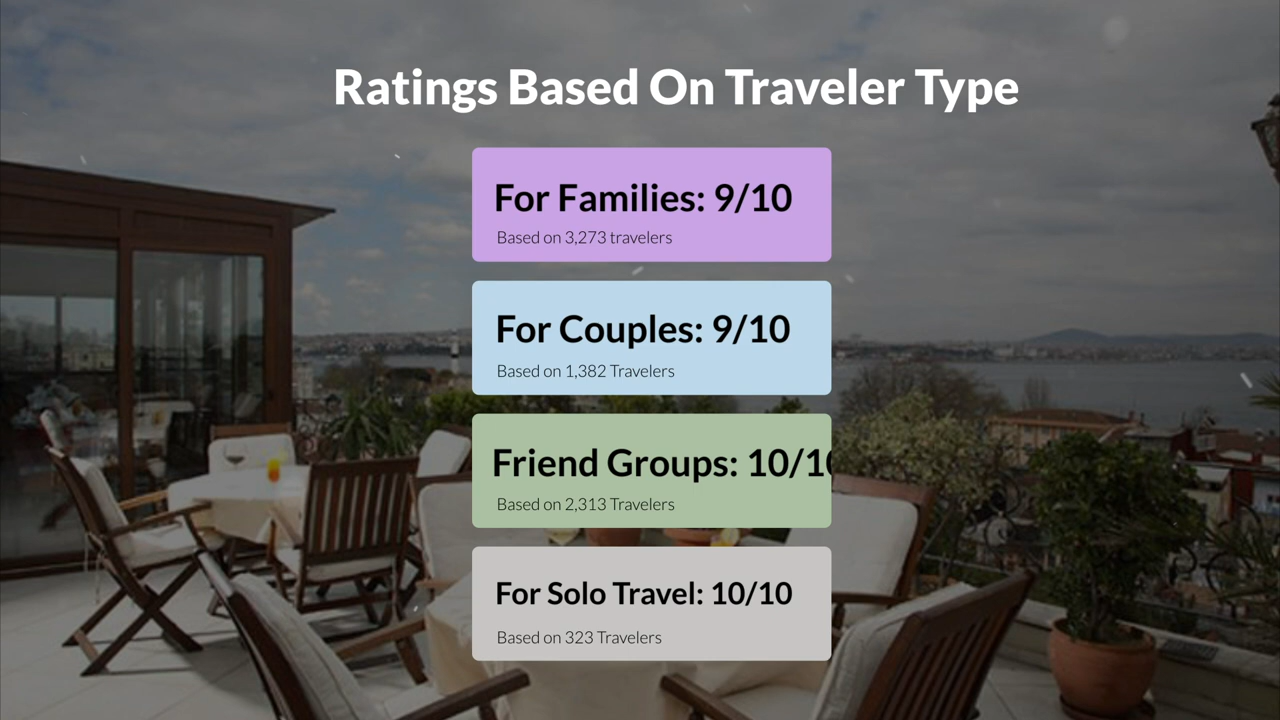 Ratings Based On Traveler Type
For Families: 9/10
Based on 3,273 travelers
For Couples: 9/10
Based on 1,382 Travelers
Friend Groups: 10/10
Based on 2,313 Travelers
For Solo Travel: 10/10
Based on 323 Travelers